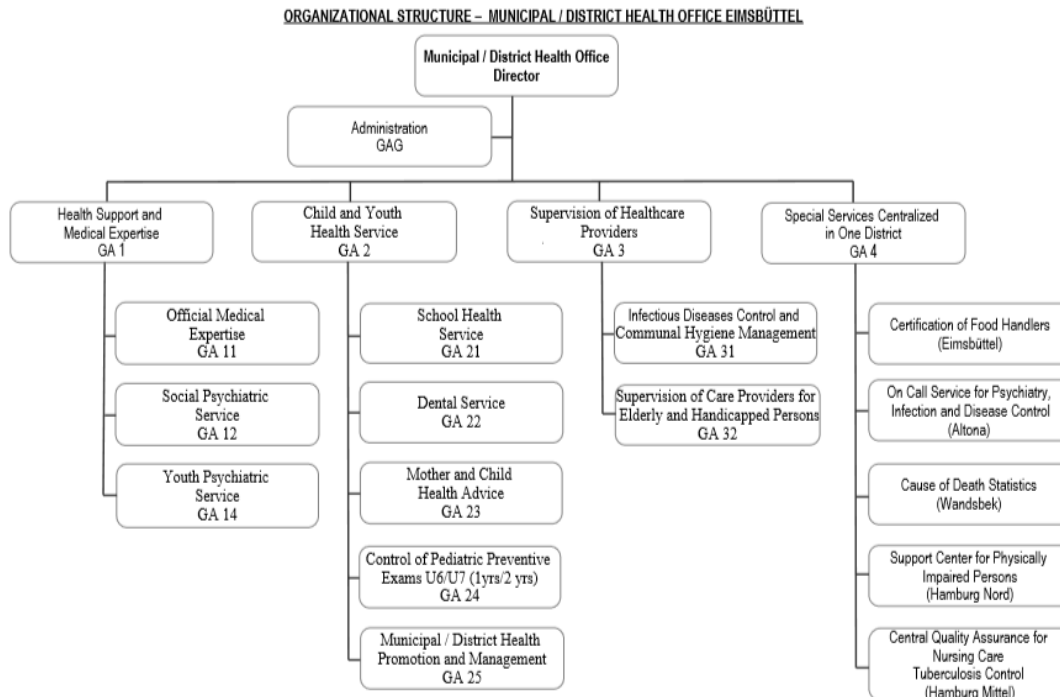 ORGANIZATIONAL STRUCTURE – MUNICIPAL / DISTRICT HEALTH OFFICE EIMSBÜTTEL
Municipal / District Health Office
Director
Administration
GAG
Health Support and
Medical Expertise
GA 1
Official Medical
Expertise
GA 11
Social Psychiatric
Service
GA 12
Youth Psychiatric
Service
GA 14
Child and Youth
Health Service
GA 2
School Health
Service
GA 21
Dental Service
GA 22
Mother and Child
Health Advice
GA 23
Control of Pediatric Preventive
Exams U6/U7 (1yrs/2 yrs)
GA 24
Municipal / District Health
Promotion and Management
GA 25
Supervision of Healthcare
Providers
GA 3
Infectious Diseases Control and
Communal Hygiene Management
GA 31
Supervision of Care Providers for
Elderly and Handicapped Persons
GA 32
Special Services Centralized
in One District
GA 4
Certification of Food Handlers
(Eimsbüttel)
On Call Service for Psychiatry,
Infection and Disease Control
(Altona)
Cause of Death Statistics
(Wandsbek)
Support Center for Physically
Impaired Persons
(Hamburg Nord)
Central Quality Assurance for
Nursing Care
Tuberculosis Control
(Hamburg Mittel)